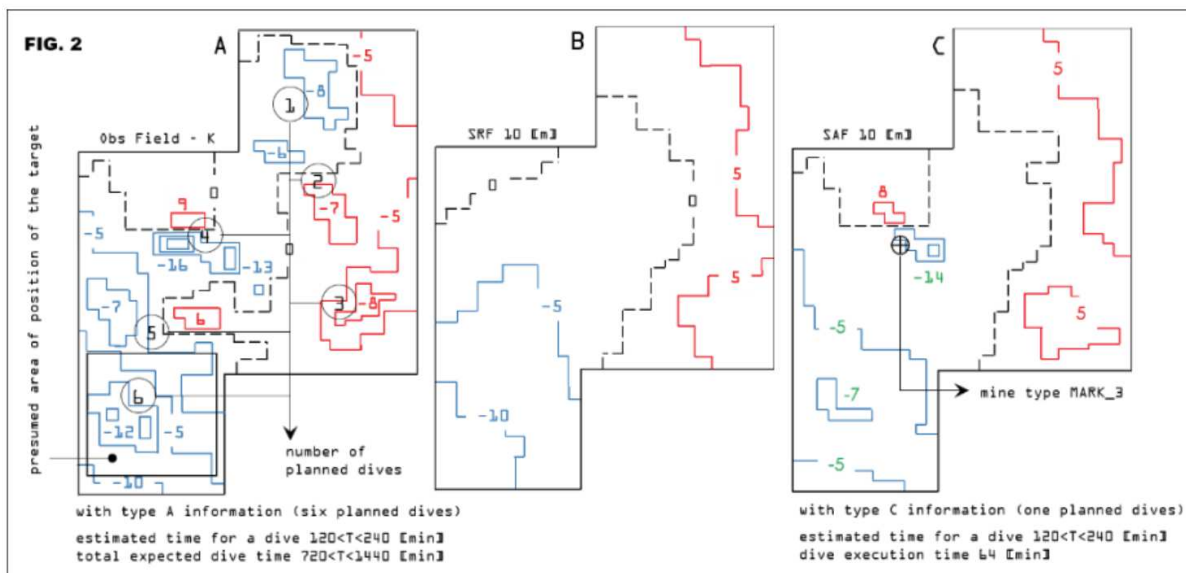 FIG. 2
A
B
C
presumed area of position of the target
Obs Field - K
-5
-8
1
-6
2
9
-7
-5
-5
4
-16
-13
-7
3
-8
6
5
6
-12
-5
-10
number of
planned dives
with type A information (six planned dives)
estimated time for a dive 120<T<240 [min]
total expected dive time 720<T<1440 [min]
SRF 10 [m]
5
5
-5
-10
SAF 10 [m]
5
8
-14
-5
5
-7
mine type MARK_3
-5
with type C information (one planned dives)
estimated time for a dive 120<T<240 [min]
dive execution time 64 [min]